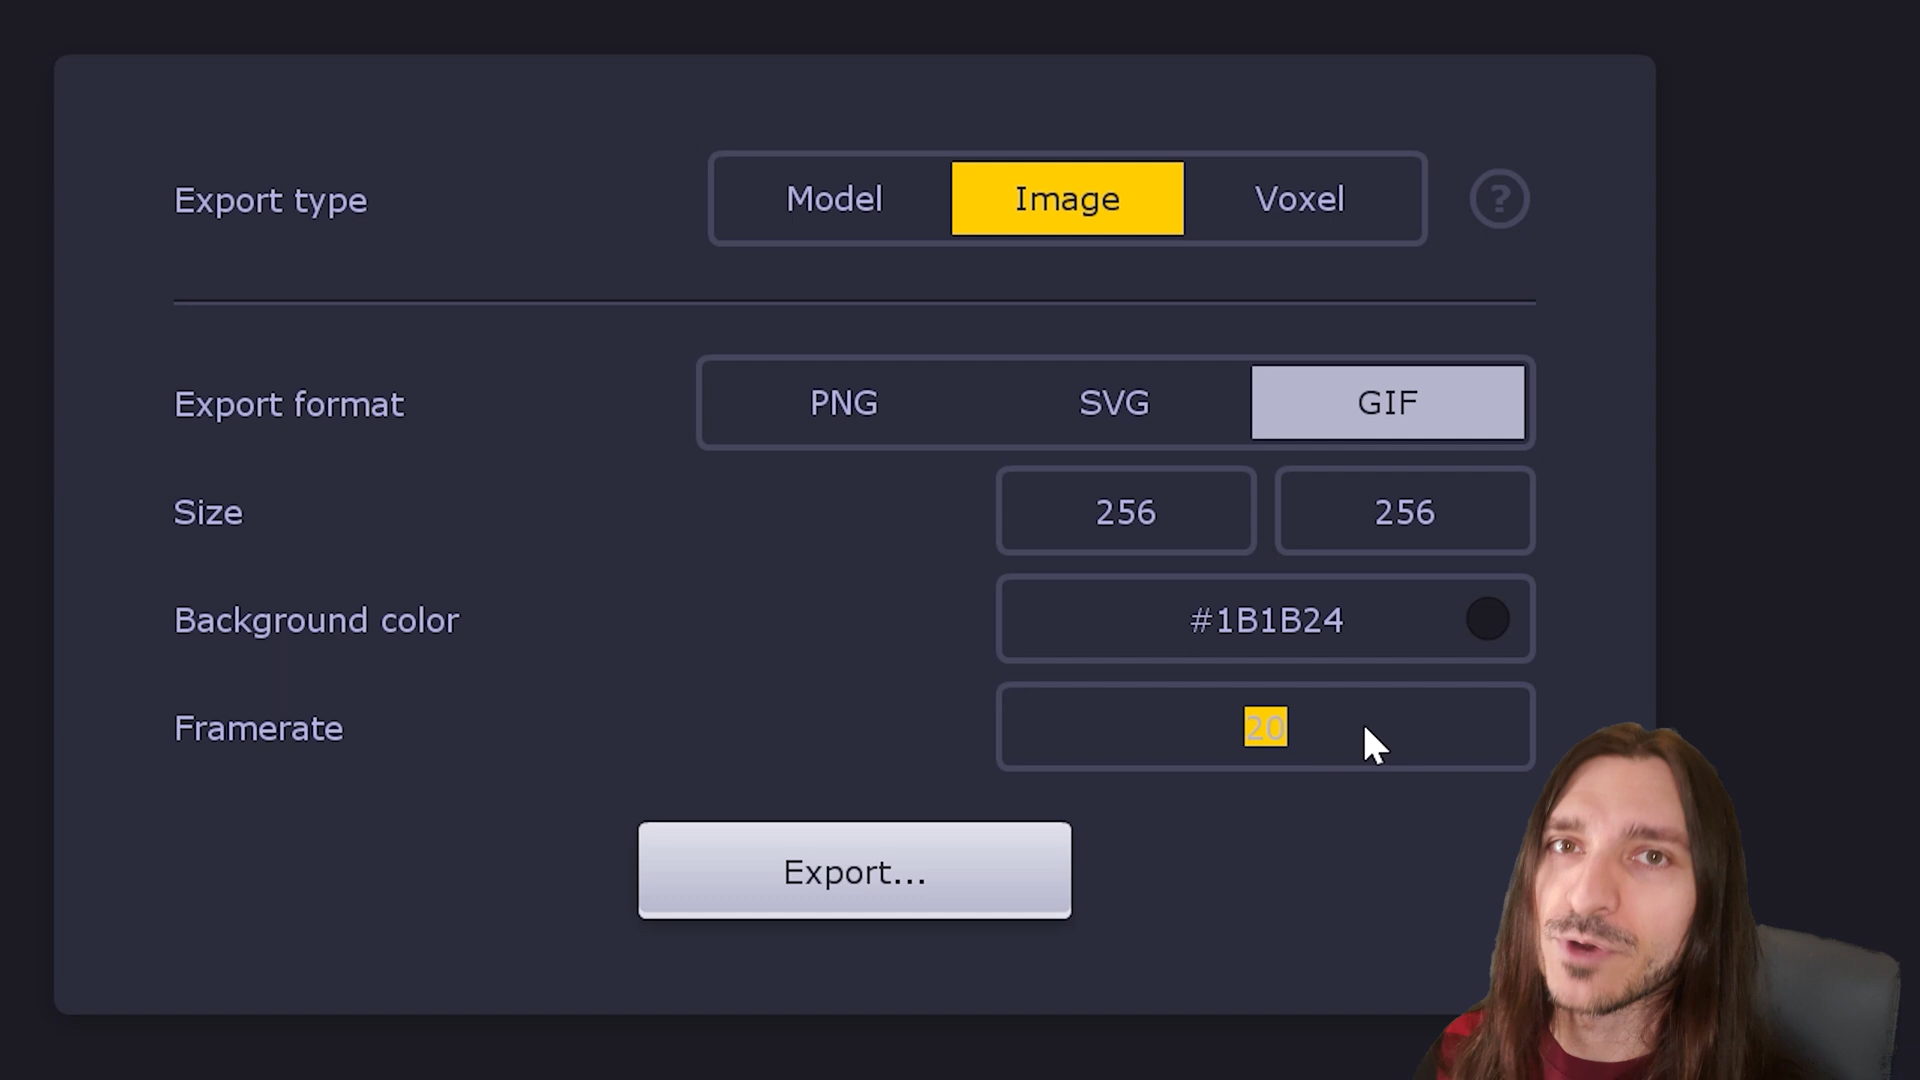 Export type Model Image Voxel ?
Export format PNG SVG GIF
Size 256 256
Background color #1B1B24
Framerate 20
Export...